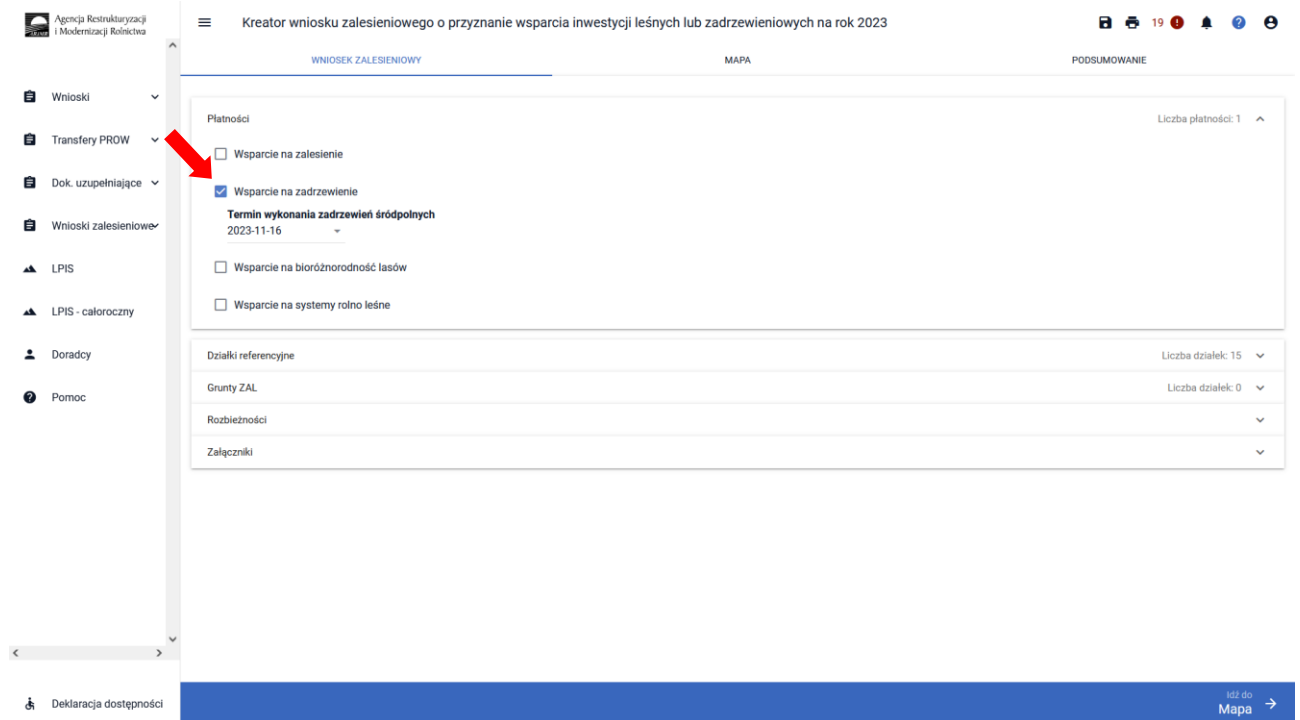 Agencja Restrukturyzacji
i Modernizacji Rolnictwa
Kreator wniosku zalesieniowego o przyznanie wsparcia inwestycji leśnych lub zadrzewieniowych na rok 2023
19
WNIOSEK ZALESIENIOWY
MAPA
PODSUMOWANIE
Wnioski
Transfery PROW
Dok. uzupełniające
Wnioski zalesieniowe
LPIS
LPIS - całoroczny
Doradcy
Pomoc
Deklaracja dostępności
Płatności
Liczba płatności: 1
Wsparcie na zalesienie
Wsparcie na zadrzewienie
Termin wykonania zadrzewień śródpolnych
2023-11-16
Wsparcie na bioróżnorodność lasów
Wsparcie na systemy rolno leśne
Działki referencyjne
Liczba działek: 15
Grunty ZAL
Liczba działek: 0
Rozbieżności
Załączniki
Idź do
Mapa